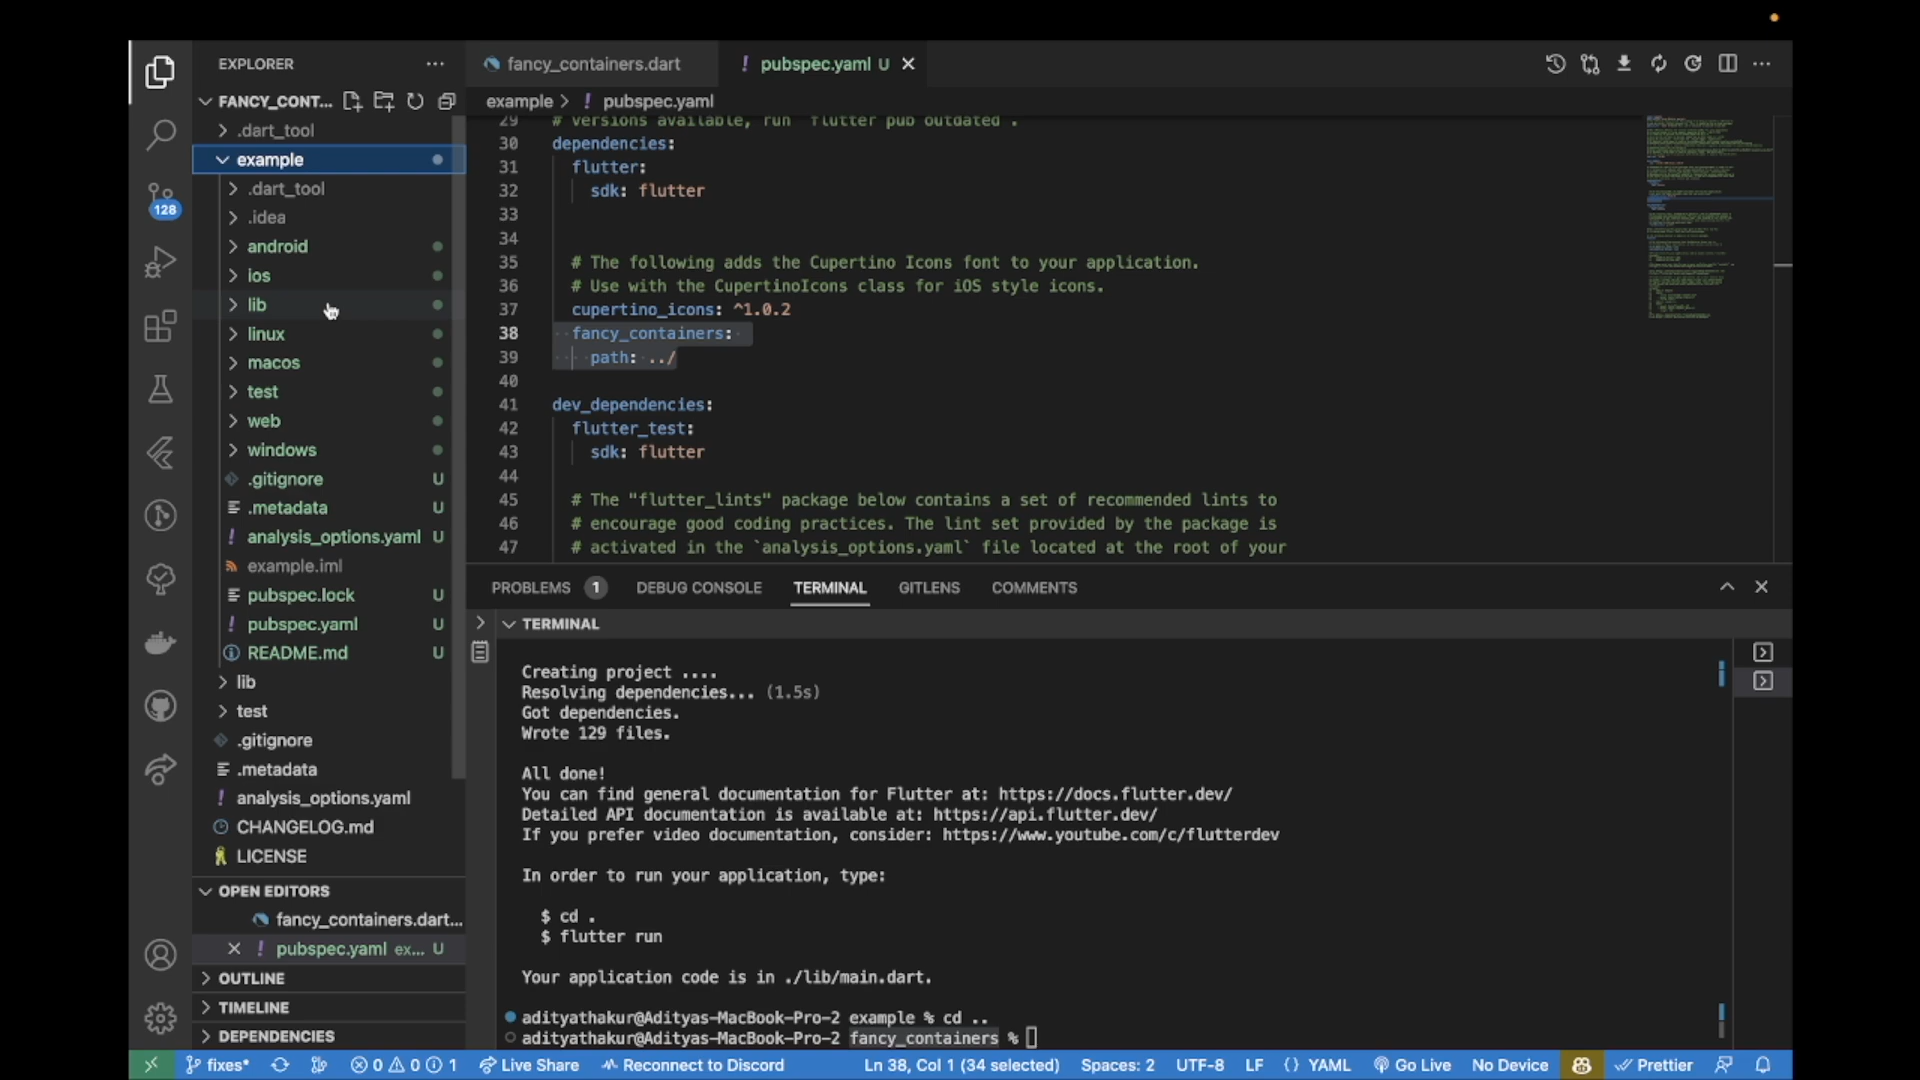 EXPLORER
fancy_containers.dart
pubspec.yaml U
FANCY_CONT...
example > ! pubspec.yaml
.dart_tool
example
.dart_tool
.idea
android
ios
lib
linux
macos
test
web
windows
.gitignore U
.metadata U
analysis_options.yaml U
example.iml
pubspec.lock U
pubspec.yaml U
README.md U
lib
test
.gitignore
.metadata
analysis_options.yaml
CHANGELOG.md
LICENSE
OPEN EDITORS
fancy_containers.dart...
pubspec.yaml ex... U
OUTLINE
TIMELINE
DEPENDENCIES
128
29 # versions available, run `flutter pub outdated`.
30 dependencies:
31 flutter:
32 sdk: flutter
33
34
35 # The following adds the Cupertino Icons font to your application.
36 # Use with the CupertinoIcons class for iOS style icons.
37 cupertino_icons: ^1.0.2
38 fancy_containers:
39 path: ../
40
41 dev_dependencies:
42 flutter_test:
43 sdk: flutter
44
45 # The "flutter_lints" package below contains a set of recommended lints to
46 # encourage good coding practices. The lint set provided by the package is
47 # activated in the `analysis_options.yaml` file located at the root of your
PROBLEMS 1 DEBUG CONSOLE TERMINAL GITLENS COMMENTS
TERMINAL
Creating project ....
Resolving dependencies... (1.5s)
Got dependencies.
Wrote 129 files.
All done!
You can find general documentation for Flutter at: https://docs.flutter.dev/
Detailed API documentation is available at: https://api.flutter.dev/
If you prefer video documentation, consider: https://www.youtube.com/c/flutterdev
In order to run your application, type:
$ cd .
$ flutter run
Your application code is in ./lib/main.dart.
adityathakur@Adityas-MacBook-Pro-2 example % cd ..
adityathakur@Adityas-MacBook-Pro-2 fancy_containers %
fixes* 0 0 1 Live Share Reconnect to Discord Ln 38, Col 1 (34 selected) Spaces: 2 UTF-8 LF {} YAML Go Live No Device Prettier